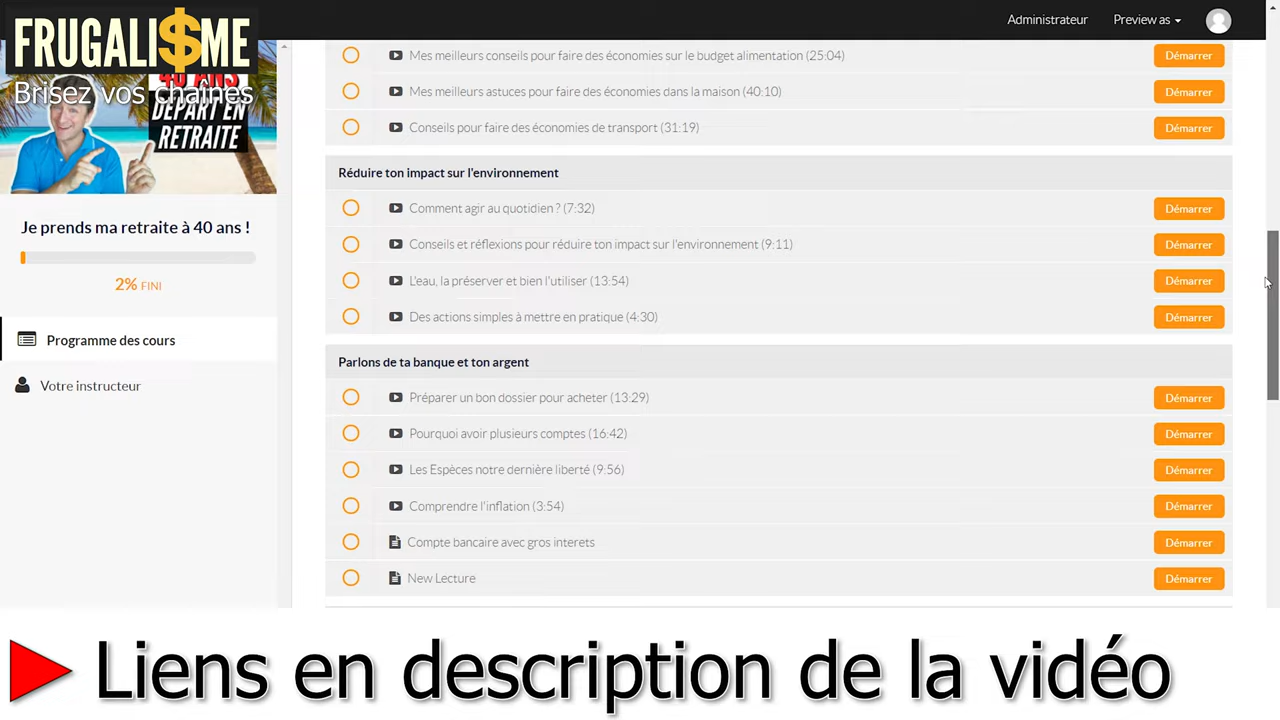 FRUGALI$ME
Brisez vos chaînes
40 ANS
DÉPART EN
RETRAITE
Administrateur
Preview as
Je prends ma retraite à 40 ans !
2% FINI
Programme des cours
Votre instructeur
Mes meilleurs conseils pour faire des économies sur le budget alimentation (25:04) Démarrer
Mes meilleurs astuces pour faire des économies dans la maison (40:10) Démarrer
Conseils pour faire des économies de transport (31:19) Démarrer
Réduire ton impact sur l'environnement
Comment agir au quotidien ? (7:32) Démarrer
Conseils et réflexions pour réduire ton impact sur l'environnement (9:11) Démarrer
L'eau, la préserver et bien l'utiliser (13:54) Démarrer
Des actions simples à mettre en pratique (4:30) Démarrer
Parlons de ta banque et ton argent
Préparer un bon dossier pour acheter (13:29) Démarrer
Pourquoi avoir plusieurs comptes (16:42) Démarrer
Les Espèces notre dernière liberté (9:56) Démarrer
Comprendre l'inflation (3:54) Démarrer
Compte bancaire avec gros interets Démarrer
New Lecture Démarrer
Liens en description de la vidéo